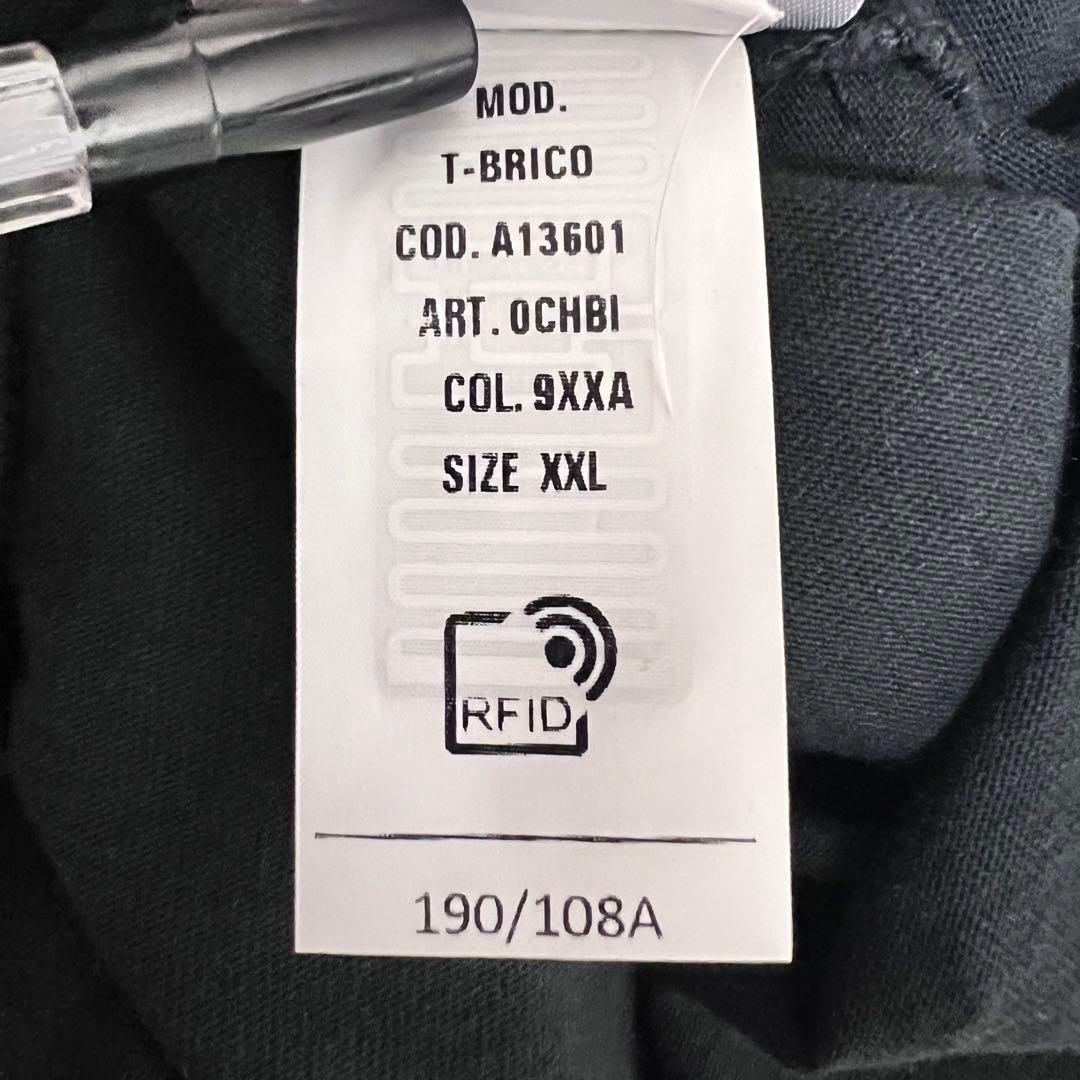 MOD.
T-BRICO
COD. A13601
ART. 0CHBI
COL. 9XXA
SIZE XXL
RFID
190/108A